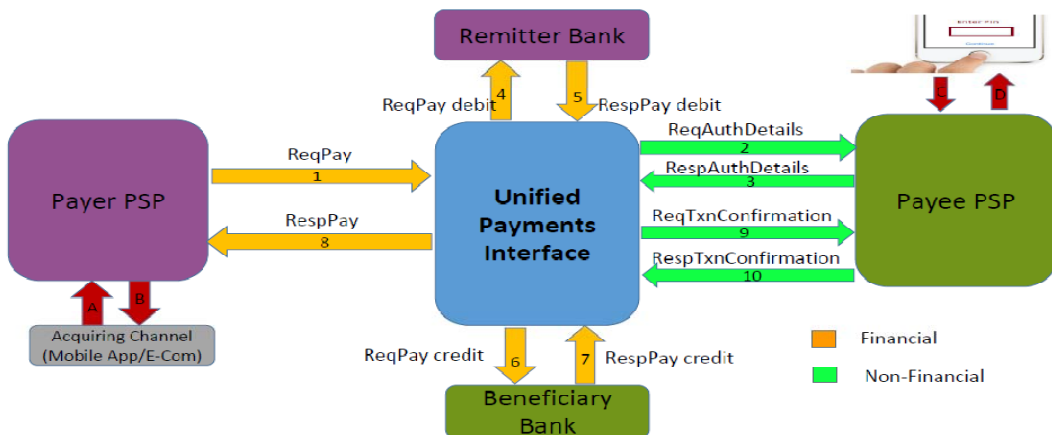 Remitter Bank
Enter PIN
4
5
C
D
ReqPay debit
RespPay debit
ReqAuthDetails
2
RespAuthDetails
3
ReqPay
1
Payer PSP
Unified
Payments
Interface
Payee PSP
RespPay
8
ReqTxnConfirmation
9
RespTxnConfirmation
10
A
B
Acquiring Channel
(Mobile App/E-Com)
ReqPay credit
6
7
RespPay credit
Beneficiary
Bank
Financial
Non-Financial